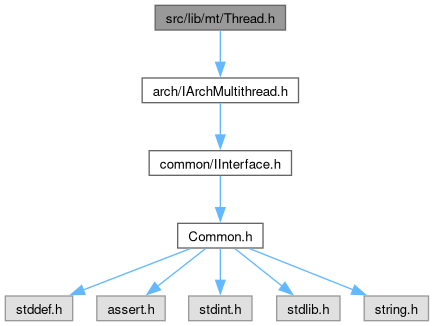 src/lib/mt/Thread.h
arch/IArchMultithread.h
common/IInterface.h
Common.h
stddef.h assert.h stdint.h stdlib.h string.h